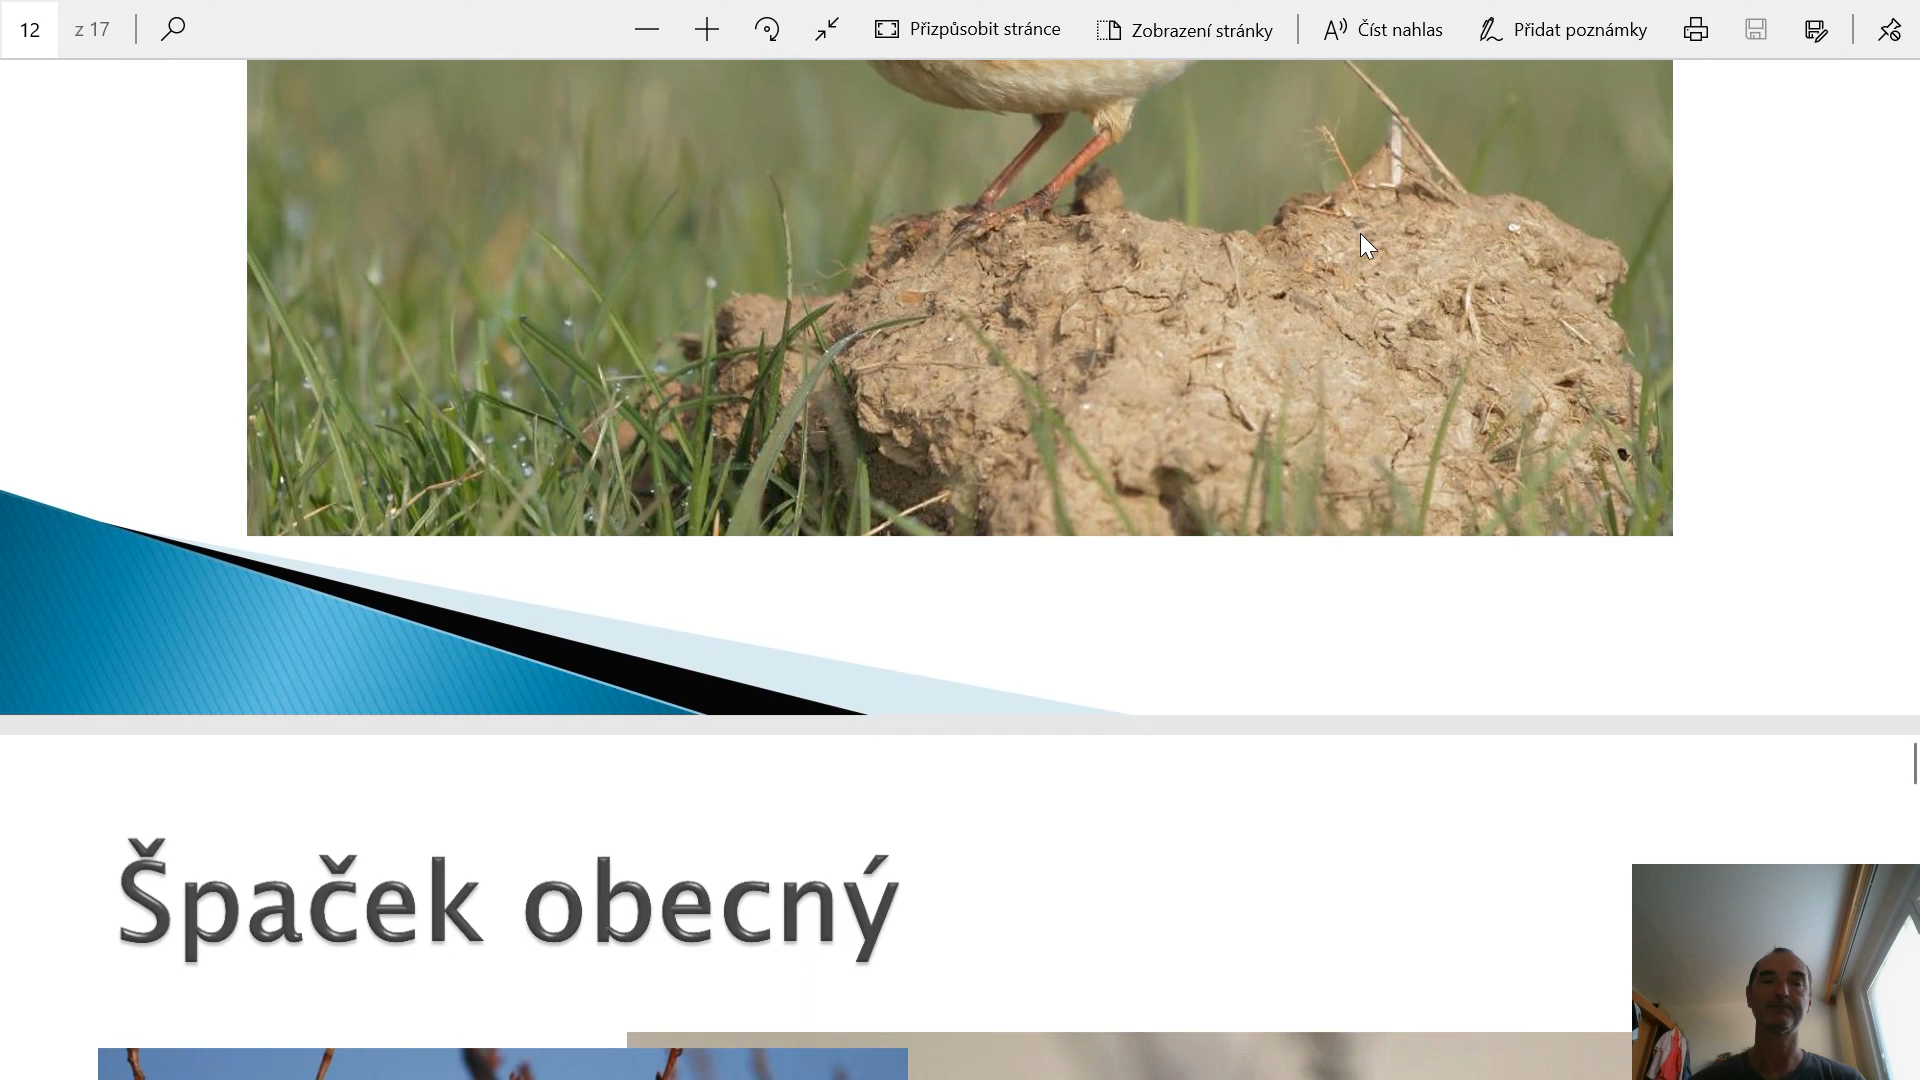 12 z 17 Přizpůsobit stránce Zobrazení stránky Číst nahlas Přidat poznámky
Špaček obecný